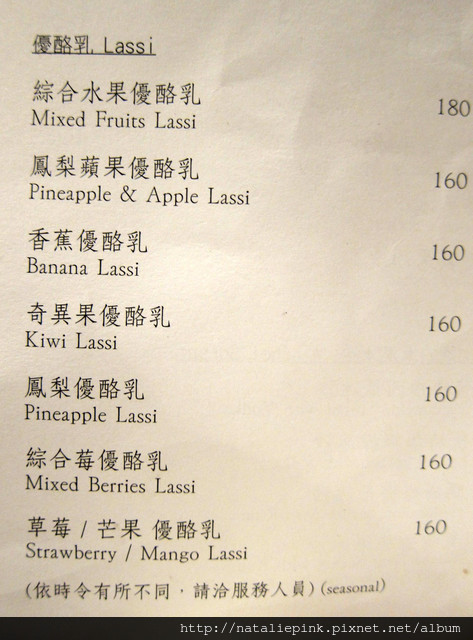 優酪乳 Lassi
綜合水果優酪乳
Mixed Fruits Lassi 180
鳳梨蘋果優酪乳
Pineapple & Apple Lassi 160
香蕉優酪乳
Banana Lassi 160
奇異果優酪乳
Kiwi Lassi 160
鳳梨優酪乳
Pineapple Lassi 160
綜合莓優酪乳
Mixed Berries Lassi 160
草莓 / 芒果 優酪乳
Strawberry / Mango Lassi 160
(依時令有所不同，請洽服務人員) (seasonal)
http://nataliepink.pixnet.net/album